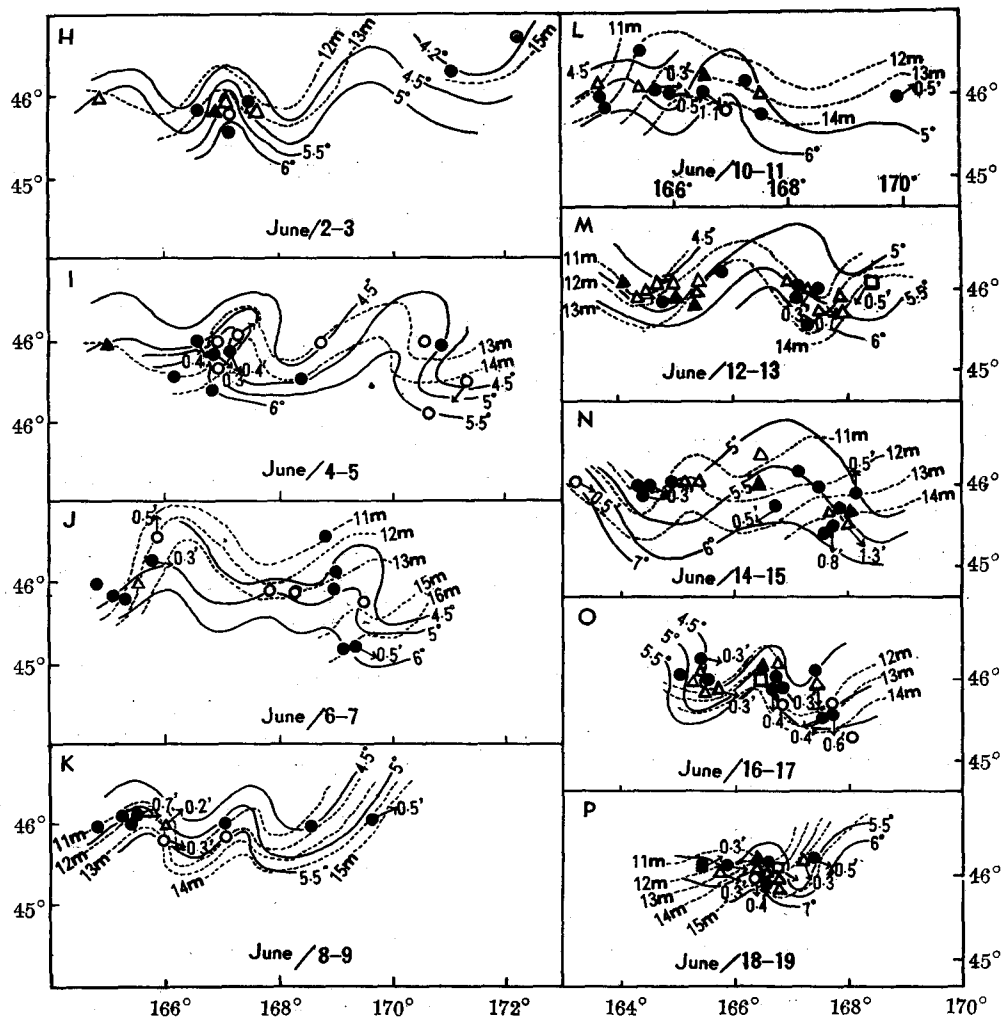 H
12m
13m
4.2°
15m
4.5°
5°
5.5°
6°
46°
45°
June/2-3
I
4.5°
13m
14m
4.5°
5°
5.5°
0.4'
0.4'
0.3'
6°
46°
46°
June/4-5
J
0.5'
0.3'
11m
12m
13m
15m
16m
4.5°
5°
6°
0.5'
46°
45°
June/6-7
K
0.7'
0.2'
0.3'
11m
12m
13m
14m
15m
4.5°
5°
5.5°
0.5'
46°
45°
June/8-9
166°
168°
170°
172°
L
11m
4.5°
0.3'
0.5'
1.1'
12m
13m
0.5'
14m
5°
6°
46°
45°
June/10-11
166°
168°
170°
M
4.5°
11m
12m
13m
5°
0.5'
5.5°
0.3'
14m
6°
46°
45°
June/12-13
N
5°
11m
12m
0.5'
13m
14m
0.3'
5.5°
0.5'
6°
7°
0.8'
1.3'
46°
45°
June/14-15
O
4.5°
5°
5.5°
0.3'
0.3'
0.3'
0.4'
0.4'
0.6'
12m
13m
14m
46°
45°
June/16-17
P
0.3'
11m
12m
13m
14m
15m
0.3'
0.4'
0.3'
0.5'
5.5°
6°
7°
46°
45°
June/18-19
164°
166°
168°
170°